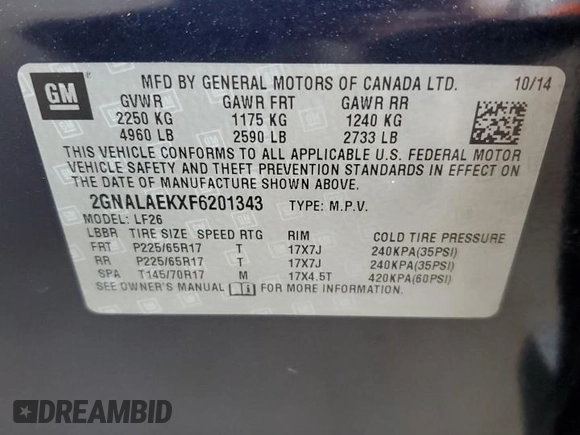 GM
MFD BY GENERAL MOTORS OF CANADA LTD. 10/14
GVWR GAWR FRT GAWR RR
2250 KG 1175 KG 1240 KG
4960 LB 2590 LB 2733 LB
THIS VEHICLE CONFORMS TO ALL APPLICABLE U.S. FEDERAL MOTOR
VEHICLE SAFETY AND THEFT PREVENTION STANDARDS IN EFFECT ON
THE DATE OF MANUFACTURE SHOWN ABOVE.
2GNALAEKXF6201343 TYPE: M.P.V.
MODEL: LF26
LBBR TIRE SIZE SPEED RTG RIM COLD TIRE PRESSURE
FRT P225/65R17 T 17X7J 240KPA(35PSI)
RR P225/65R17 T 17X7J 240KPA(35PSI)
SPA T145/70R17 M 17X4.5T 420KPA(60PSI)
SEE OWNER'S MANUAL FOR MORE INFORMATION.
DREAMBID